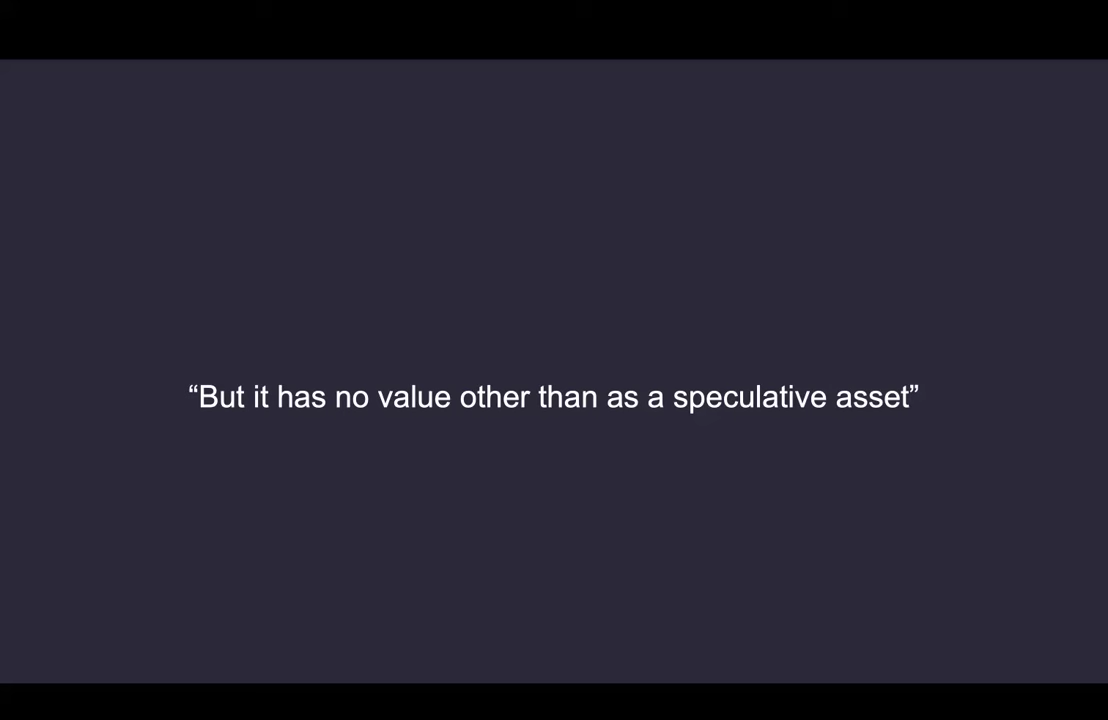 “But it has no value other than as a speculative asset”